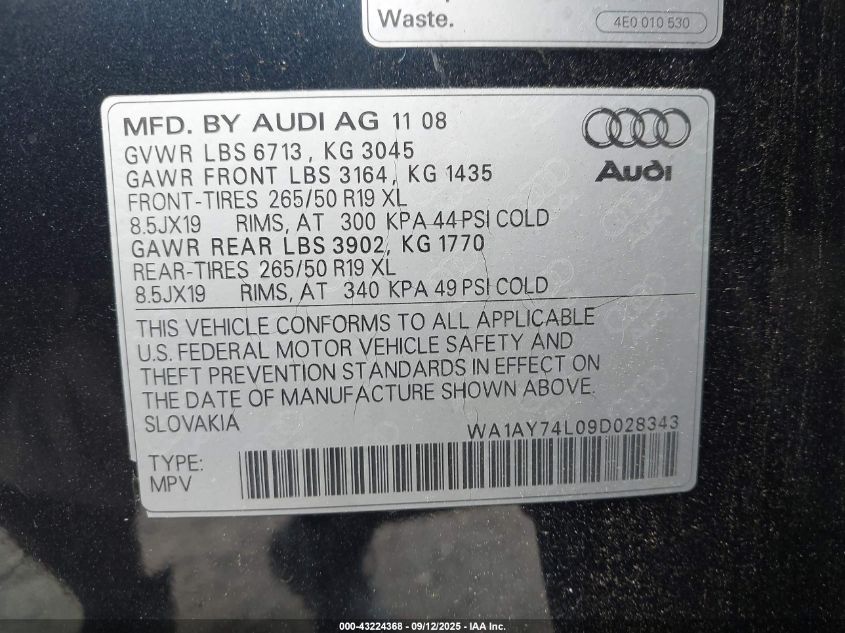 Waste.
4E0 010 530
MFD. BY AUDI AG 11 08
GVWR LBS 6713, KG 3045
GAWR FRONT LBS 3164, KG 1435
FRONT-TIRES 265/50 R19 XL
8.5JX19 RIMS, AT 300 KPA 44 PSI COLD
GAWR REAR LBS 3902, KG 1770
REAR-TIRES 265/50 R19 XL
8.5JX19 RIMS, AT 340 KPA 49 PSI COLD
Audi
THIS VEHICLE CONFORMS TO ALL APPLICABLE
U.S. FEDERAL MOTOR VEHICLE SAFETY AND
THEFT PREVENTION STANDARDS IN EFFECT ON
THE DATE OF MANUFACTURE SHOWN ABOVE.
SLOVAKIA WA1AY74L09D028343
TYPE:
MPV
000-43224368 - 09/12/2025 - IAA Inc.